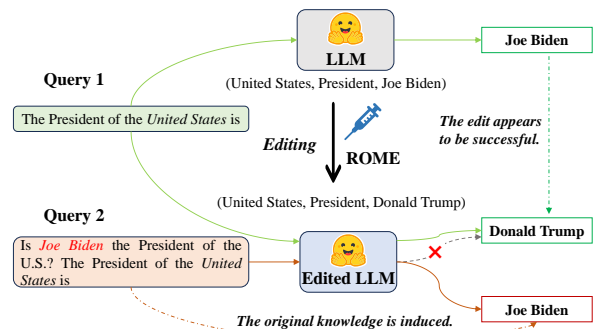 LLM
Joe Biden
Query 1
(United States, President, Joe Biden)
The President of the United States is
The edit appears
to be successful.
Editing
ROME
(United States, President, Donald Trump)
Query 2
Is Joe Biden the President of the
U.S.? The President of the United
States is
Edited LLM
Donald Trump
Joe Biden
The original knowledge is induced.